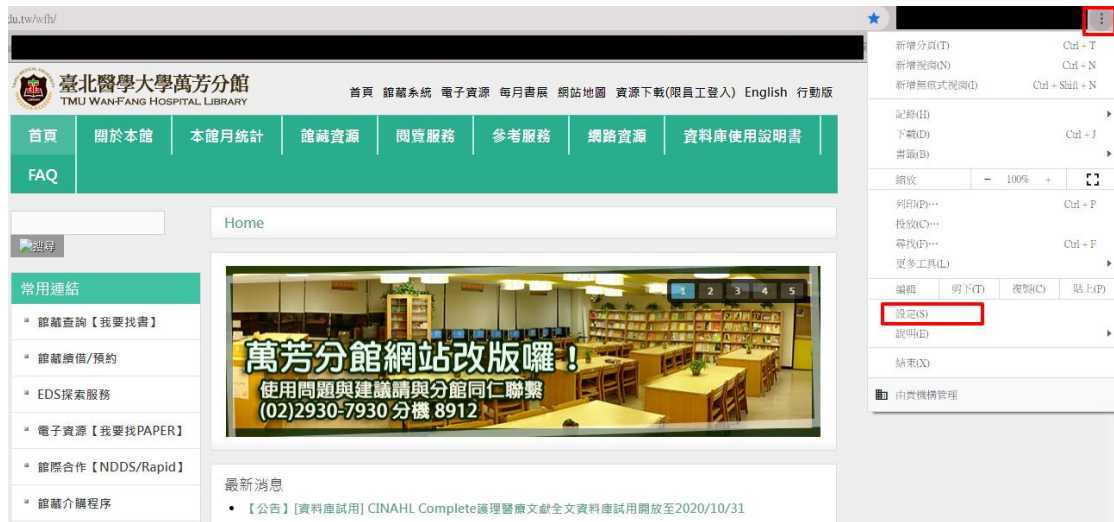 du.tw/wfh/
新增分頁(T) Ctrl + T
新增視窗(N) Ctrl + N
新增無痕式視窗(I) Ctrl + Shift + N
記錄(H)
下載(D) Ctrl + J
書籤(B)
縮放 - 100% +
列印(P)… Ctrl + P
投放(C)…
尋找(F)… Ctrl + F
更多工具(L)
編輯 剪下(T) 複製(C) 貼上(P)
設定(S)
說明(E)
結束(X)
由貴機構管理
臺北醫學大學萬芳分館
TMU WAN-FANG HOSPITAL LIBRARY
首頁 館藏系統 電子資源 每月書展 網站地圖 資源下載(限員工登入) English 行動版
首頁 關於本館 本館月統計 館藏資源 閱覽服務 參考服務 網路資源 資料庫使用說明書
FAQ
搜尋
常用連結
館藏查詢【我要找書】
館藏續借/預約
EDS探索服務
電子資源【我要找PAPER】
館際合作【NDDS/Rapid】
館藏介購程序
Home
1 2 3 4 5
萬芳分館網站改版囉！
使用問題與建議請與分館同仁聯繫
(02)2930-7930 分機 8912
最新消息
【公告】[資料庫試用] CINAHL Complete護理醫療文獻全文資料庫試用開放至2020/10/31